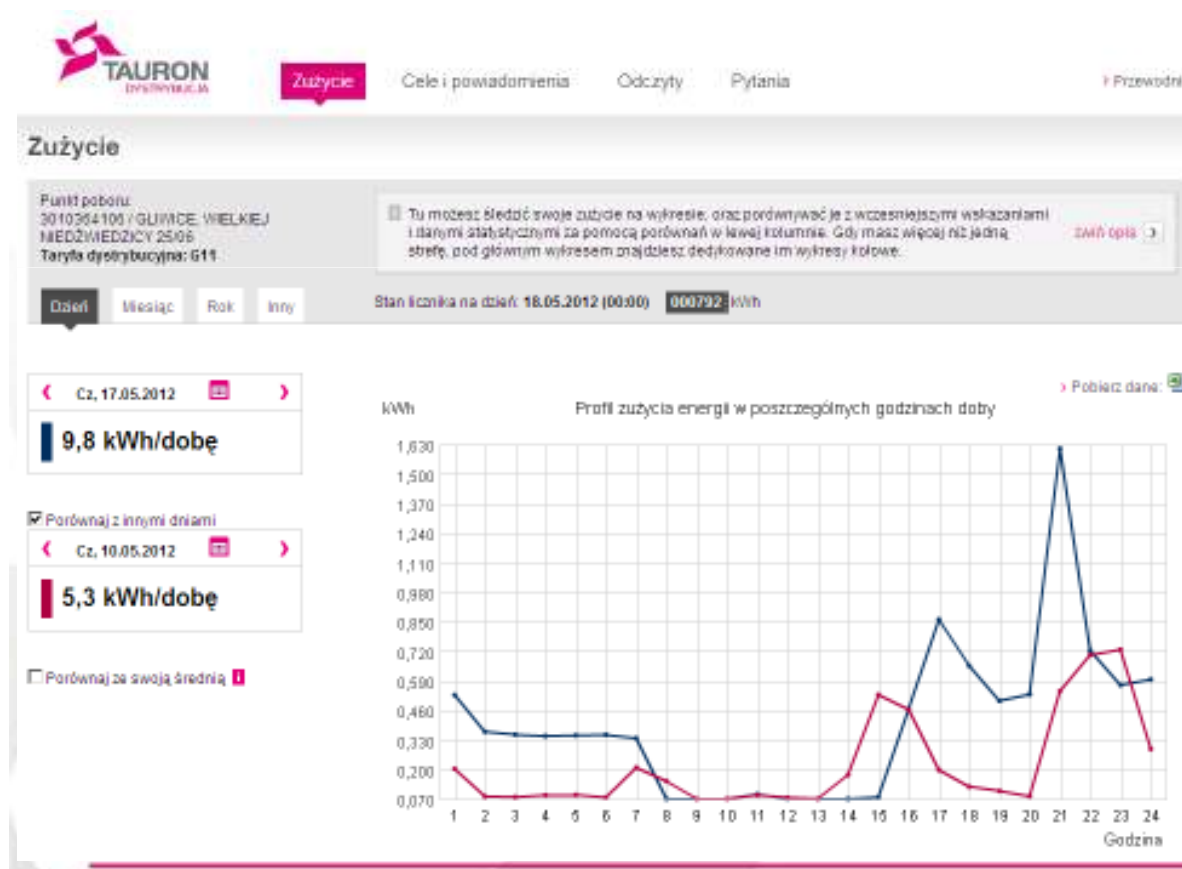 TAURON
DYSTRYBUCJA
Zużycie
Cele i powiadomienia
Odczyty
Pytania
Przewodni
Zużycie
Punkt poboru:
3010364106 / GLIWICE, WIELKIEJ
NIEDŹWIEDZICY 25/06
Taryfa dystrybucyjna: G11
Tu możesz śledzić swoje zużycie na wykresie, oraz porównywać je z wcześniejszymi wskazaniami
i danymi statystycznymi za pomocą porównań w lewej kolumnie. Gdy masz więcej niż jedną
strefę, pod głównym wykresem znajdziesz dedykowane im wykresy kołowe.
zwiń opis
Dzień
Miesiąc
Rok
Inny
Stan licznika na dzień: 18.05.2012 (00:00) 000792 kWh
Cz, 17.05.2012
9,8 kWh/dobę
Porównaj z innymi dniami
Cz, 10.05.2012
5,3 kWh/dobę
Porównaj ze swoją średnią i
Pobierz dane:
kWh
Profil zużycia energii w poszczególnych godzinach doby
1,630
1,500
1,370
1,240
1,110
0,980
0,850
0,720
0,590
0,460
0,330
0,200
0,070
1 2 3 4 5 6 7 8 9 10 11 12 13 14 15 16 17 18 19 20 21 22 23 24
Godzina